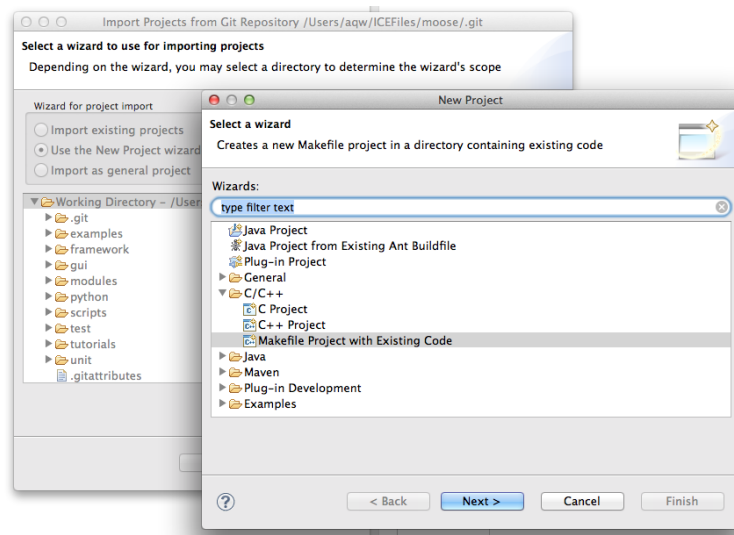 Import Projects from Git Repository /Users/aqw/ICEFiles/moose/.git
Select a wizard to use for importing projects
Depending on the wizard, you may select a directory to determine the wizard's scope
Wizard for project import
Import existing projects
Use the New Project wizard
Import as general project
Working Directory – /User
.git
examples
framework
gui
modules
python
scripts
test
tutorials
unit
.gitattributes
New Project
Select a wizard
Creates a new Makefile project in a directory containing existing code
Wizards:
type filter text
Java Project
Java Project from Existing Ant Buildfile
Plug-in Project
General
C/C++
C Project
C++ Project
Makefile Project with Existing Code
Java
Maven
Plug-in Development
Examples
? < Back Next > Cancel Finish